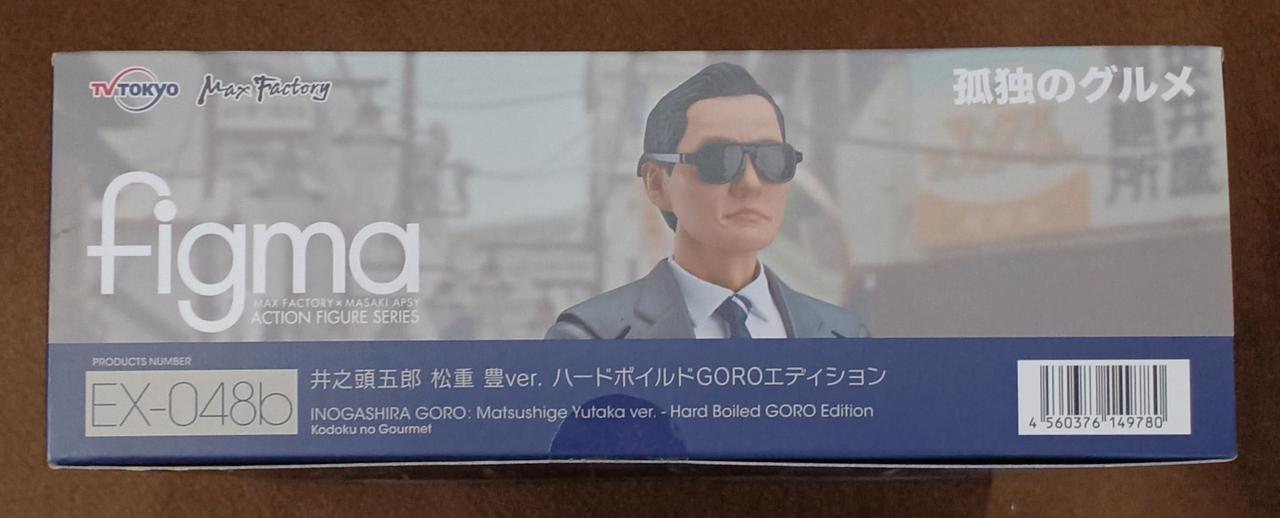 TV TOKYO
Max Factory
孤独のグルメ
figma
MAX FACTORY × MASAKI APSY
ACTION FIGURE SERIES
PRODUCTS NUMBER
EX-048b
井之頭五郎 松重 豊ver. ハードボイルドGOROエディション
INOGASHIRA GORO: Matsushige Yutaka ver. - Hard Boiled GORO Edition
Kodoku no Gourmet
4 560376 149780